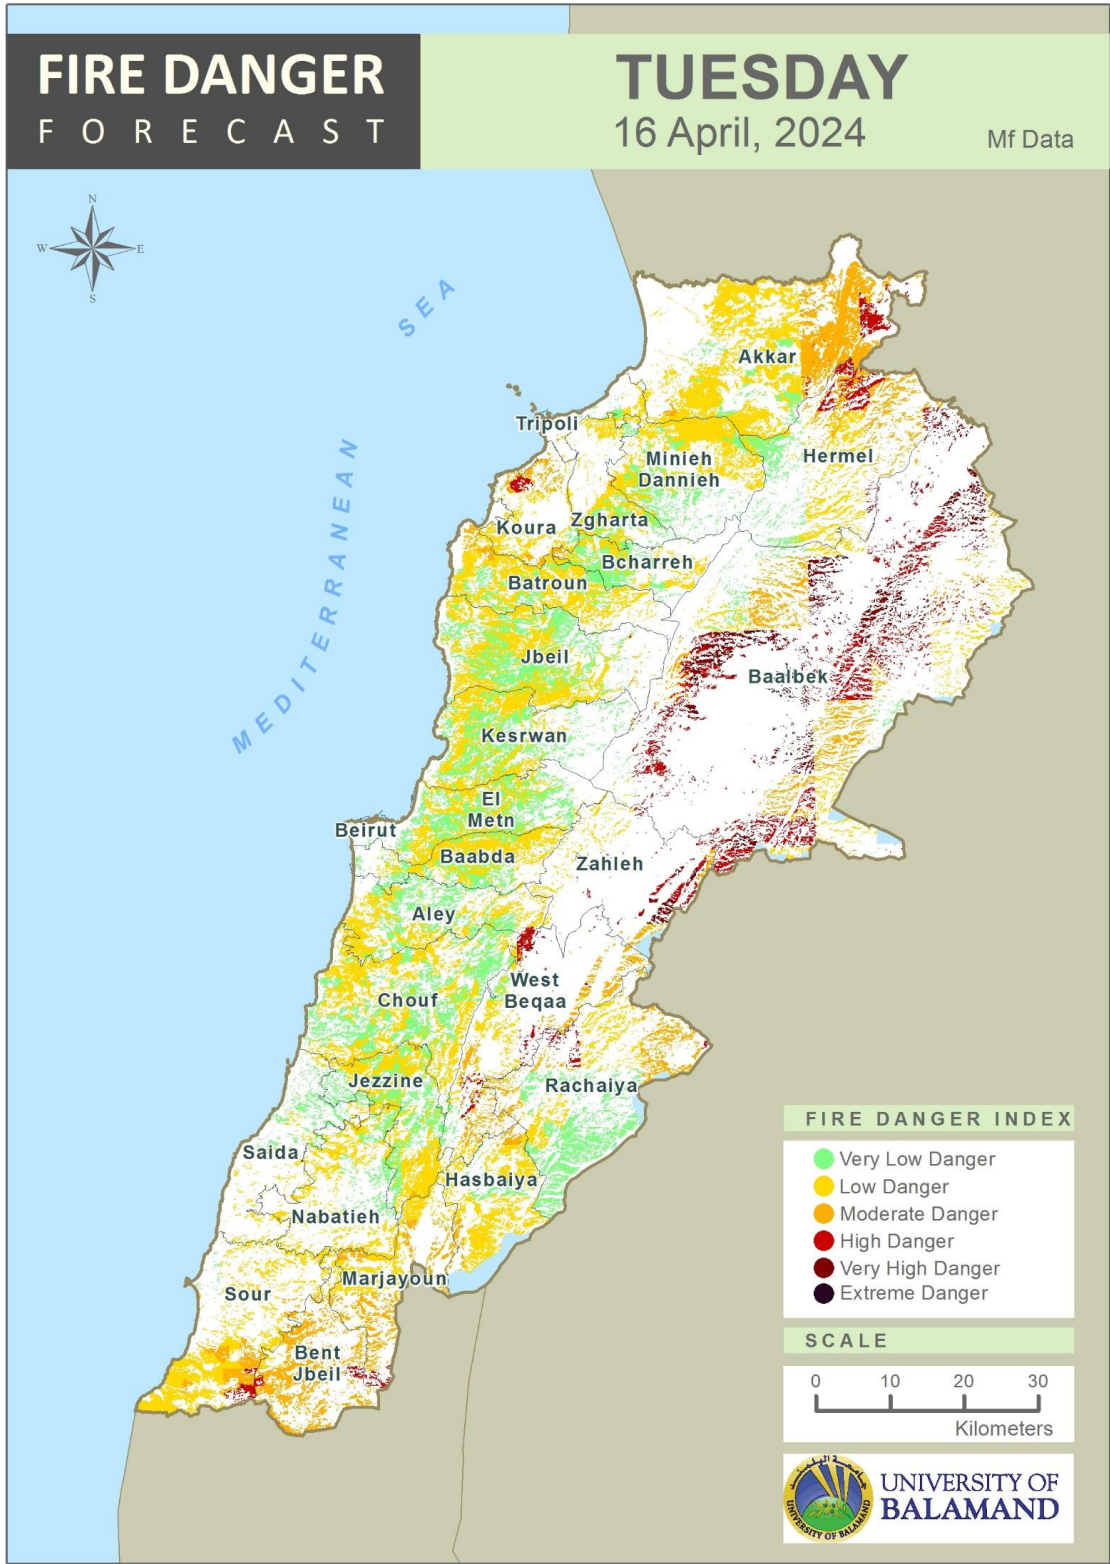 FIRE DANGER
FORECAST
TUESDAY
16 April, 2024
Mf Data
N
W
E
S
MEDITERRANEAN SEA
Akkar
Tripoli
Minieh
Dannieh
Hermel
Koura
Zgharta
Bcharreh
Batroun
Jbeil
Baalbek
Kesrwan
El
Metn
Beirut
Baabda
Zahleh
Aley
West
Beqaa
Chouf
Jezzine
Rachaiya
Saida
Hasbaiya
Nabatieh
Marjayoun
Sour
Bent
Jbeil
FIRE DANGER INDEX
Very Low Danger
Low Danger
Moderate Danger
High Danger
Very High Danger
Extreme Danger
SCALE
0 10 20 30
Kilometers
UNIVERSITY OF BALAMAND
UNIVERSITY OF
BALAMAND